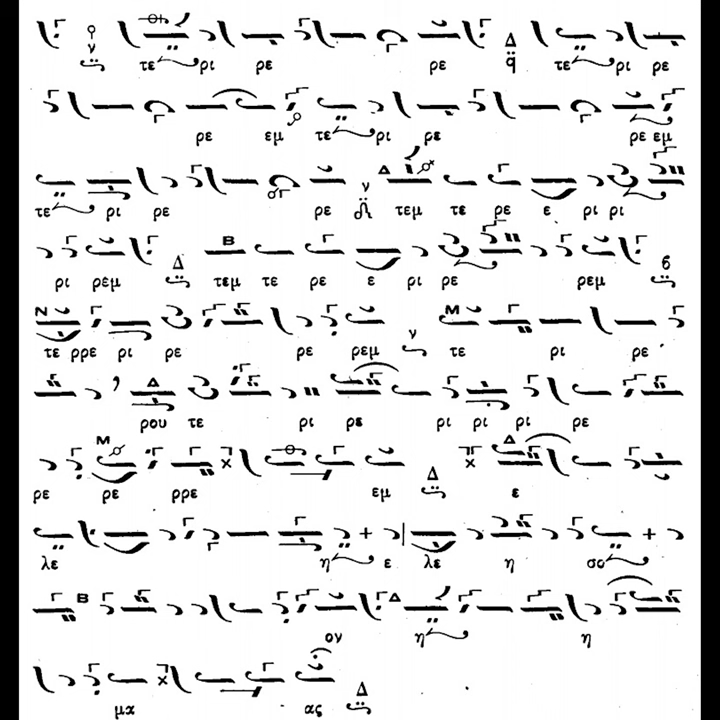 τε ρι ρε ρε τε ρι ρε
ρε εμ τε ρι ρε ρε εμ
τε ρι ρε ρε τεμ τε ρε ε ρι ρι
ρι ρεμ τεμ τε ρε ε ρι ρε ρεμ
τε ρρε ρι ρε ρε ρεμ τε ρι ρε
ρου τε ρι ρε ρι ρι ρι ρε
ρε ρε ρρε εμ ε
λε η ε λε η σο
ον η η
μα ας